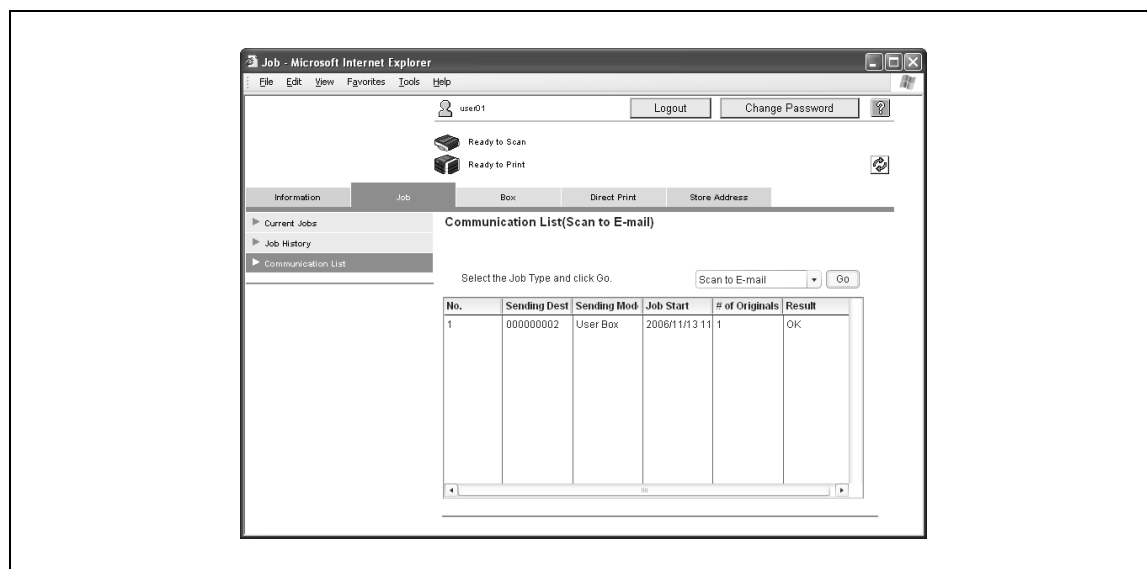 Job - Microsoft Internet Explorer
File Edit View Favorites Tools Help
user01 Logout Change Password ?
Ready to Scan
Ready to Print
Information Job Box Direct Print Store Address
Current Jobs
Job History
Communication List
Communication List(Scan to E-mail)
Select the Job Type and click Go. Scan to E-mail Go
No. Sending Dest Sending Mod Job Start # of Originals Result
1 000000002 User Box 2006/11/13 11 1 OK